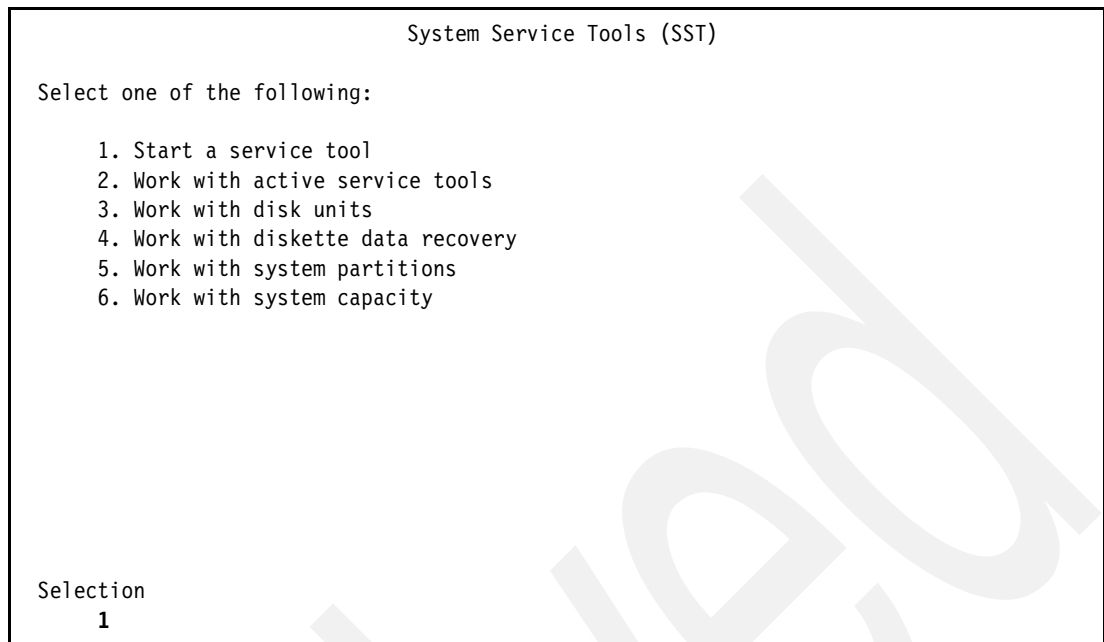 System Service Tools (SST)
Select one of the following:
1. Start a service tool
2. Work with active service tools
3. Work with disk units
4. Work with diskette data recovery
5. Work with system partitions
6. Work with system capacity
Selection
1